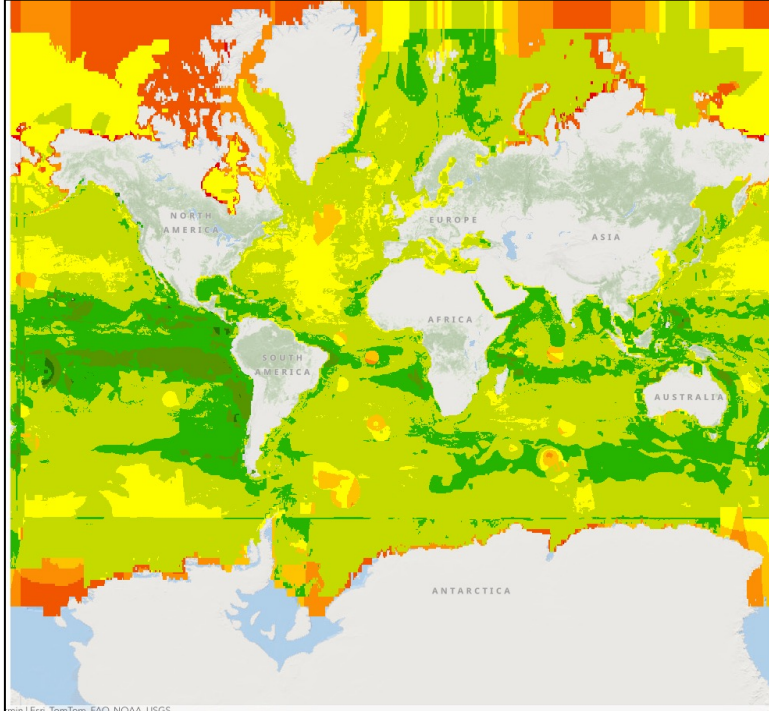 NORTH
AMERICA
EUROPE
ASIA
AFRICA
SOUTH
AMERICA
AUSTRALIA
ANTARCTICA
| Esri, TomTom, FAO, NOAA, USGS